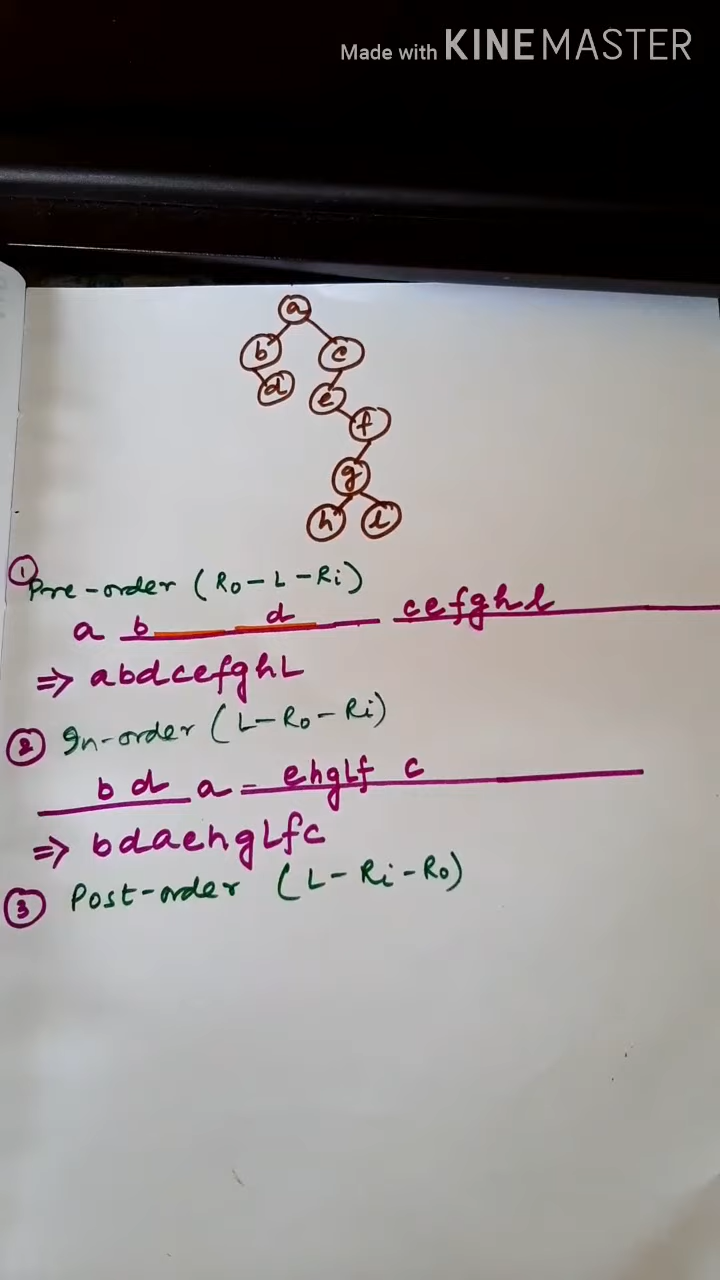 Made with KINEMASTER
a
b c
d e
f
g
h l
① Pre-order (Ro-L-Ri)
a b d cefghl
⇒ abdcefghL
② In-order (L-Ro-Ri)
b d a - ehgLf c
⇒ bdaehgLfc
③ Post-order (L-Ri-Ro)